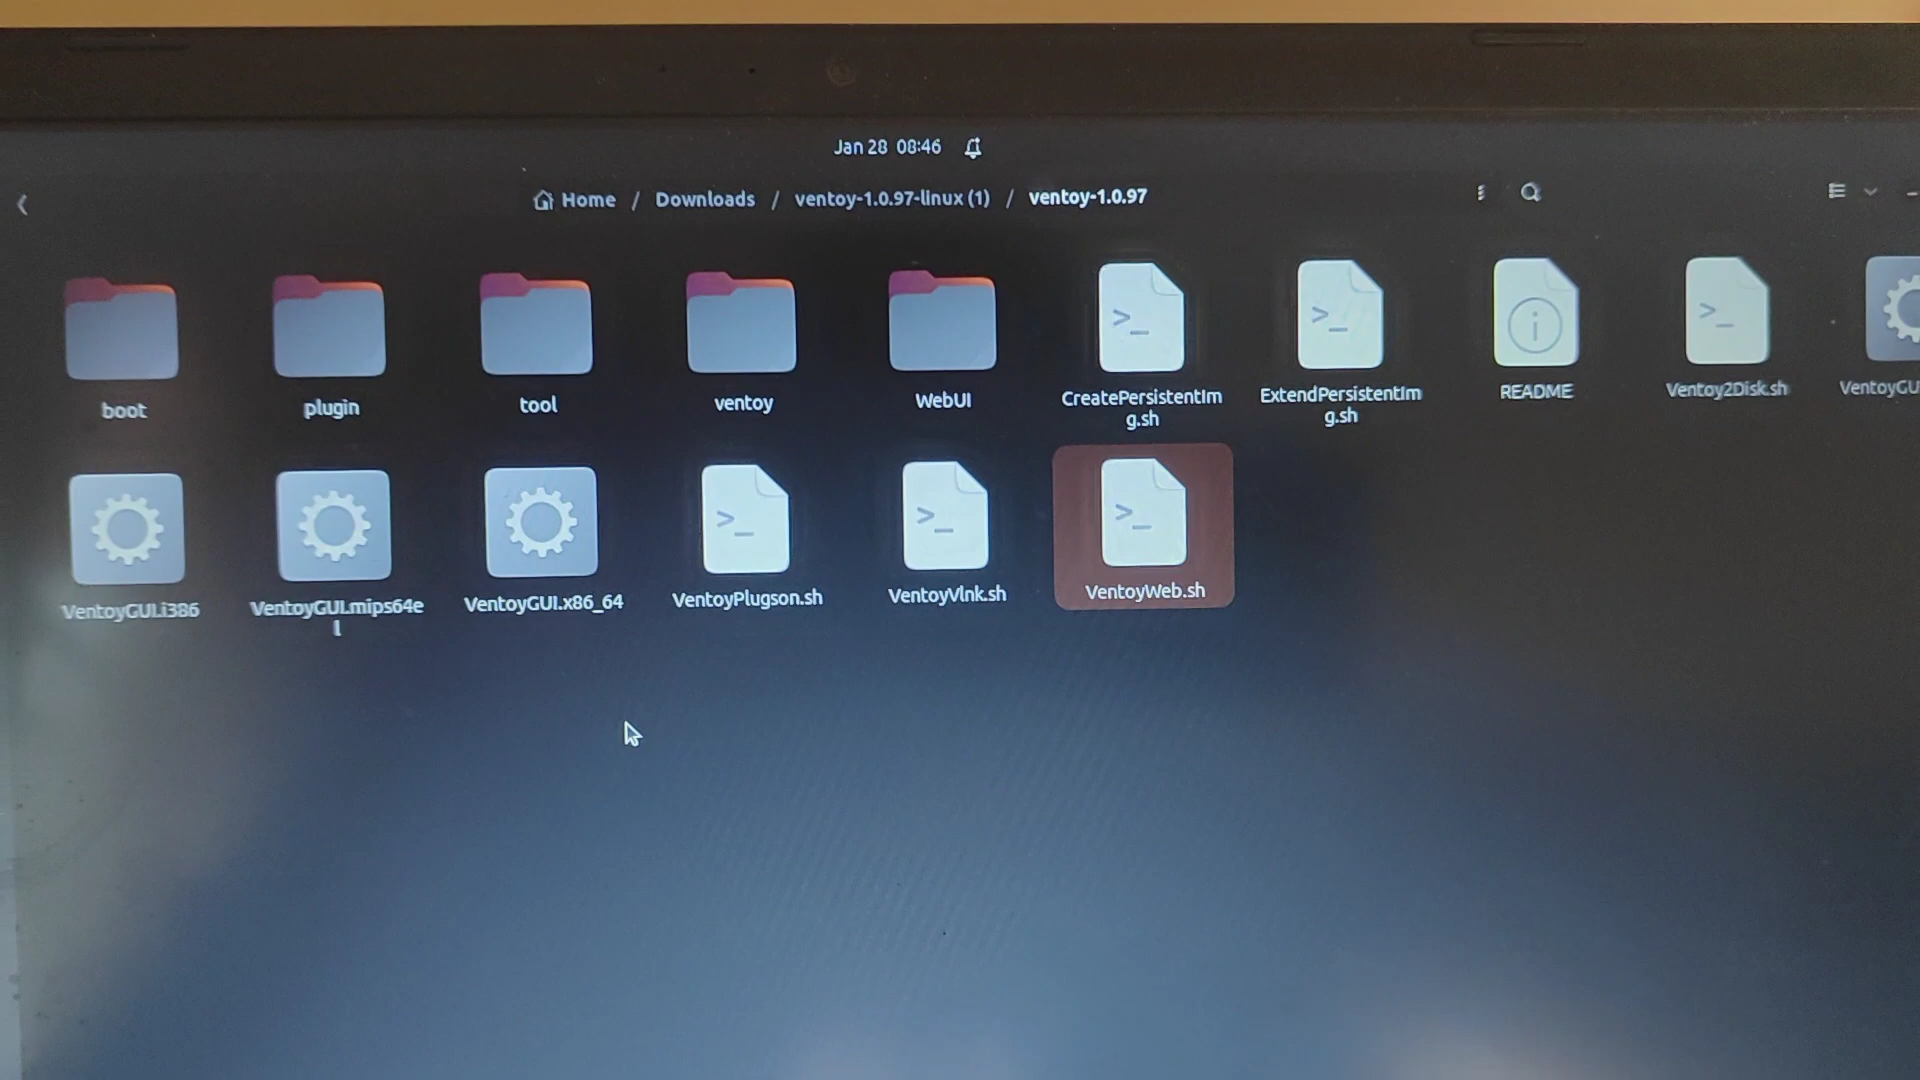 Jan 28 08:46
Home / Downloads / ventoy-1.0.97-linux (1) / ventoy-1.0.97
boot
plugin
tool
ventoy
WebUI
CreatePersistentIm
g.sh
ExtendPersistentIm
g.sh
README
Ventoy2Disk.sh
VentoyGU
VentoyGUI.i386
VentoyGUI.mips64e
l
VentoyGUI.x86_64
VentoyPlugson.sh
VentoyVlnk.sh
VentoyWeb.sh